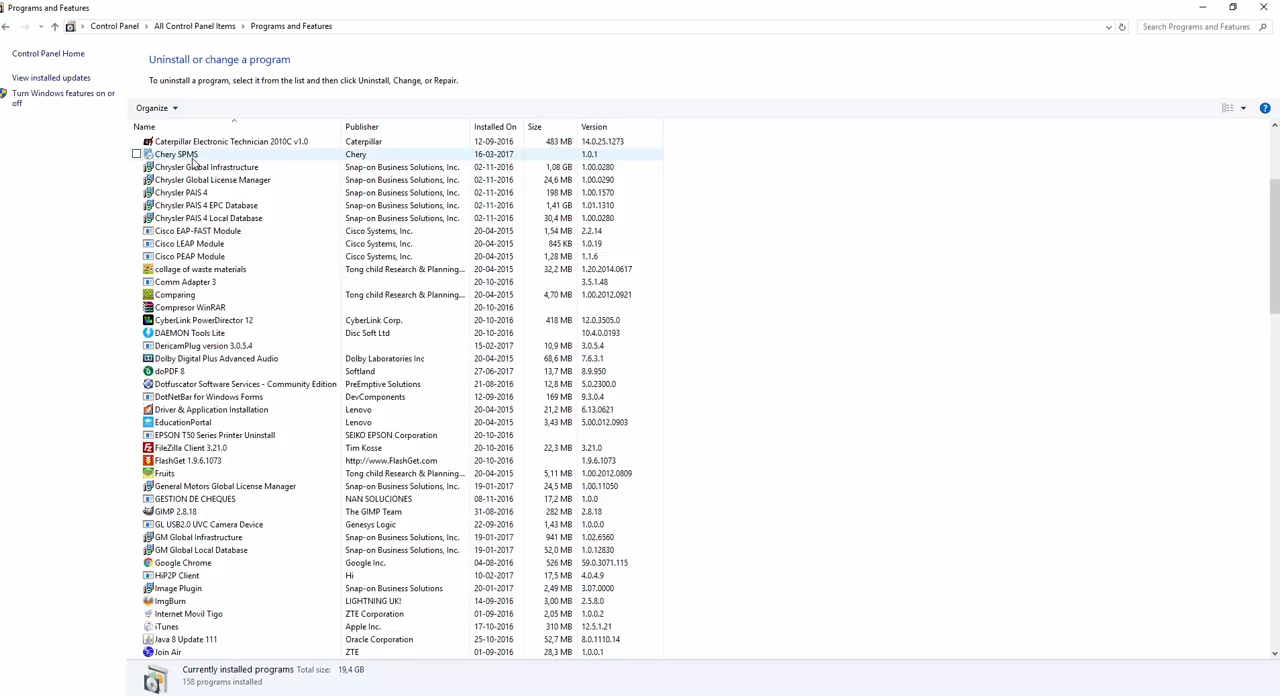 Programs and Features
Control Panel > All Control Panel Items > Programs and Features
Search Programs and Features
Control Panel Home
View installed updates
Turn Windows features on or off
Uninstall or change a program
To uninstall a program, select it from the list and then click Uninstall, Change, or Repair.
Organize
Name Publisher Installed On Size Version
Caterpillar Electronic Technician 2010C v1.0 Caterpillar 12-09-2016 483 MB 14.0.25.1273
Chery SPMS Chery 16-03-2017 1.0.1
Chrysler Global Infrastructure Snap-on Business Solutions, Inc. 02-11-2016 1,08 GB 1.00.0280
Chrysler Global License Manager Snap-on Business Solutions, Inc. 02-11-2016 24,6 MB 1.00.0290
Chrysler PAIS 4 Snap-on Business Solutions, Inc. 02-11-2016 198 MB 1.00.1570
Chrysler PAIS 4 EPC Database Snap-on Business Solutions, Inc. 02-11-2016 1,41 GB 1.01.1310
Chrysler PAIS 4 Local Database Snap-on Business Solutions, Inc. 02-11-2016 30,4 MB 1.00.0280
Cisco EAP-FAST Module Cisco Systems, Inc. 20-04-2015 1,54 MB 2.2.14
Cisco LEAP Module Cisco Systems, Inc. 20-04-2015 845 KB 1.0.19
Cisco PEAP Module Cisco Systems, Inc. 20-04-2015 1,28 MB 1.1.6
collage of waste materials Tong child Research & Planning... 20-04-2015 32,2 MB 1.20.2014.0617
Comm Adapter 3 20-10-2016 3.5.1.48
Comparing Tong child Research & Planning... 20-04-2015 4,70 MB 1.00.2012.0921
Compresor WinRAR 20-10-2016
CyberLink PowerDirector 12 CyberLink Corp. 20-10-2016 418 MB 12.0.3505.0
DAEMON Tools Lite Disc Soft Ltd 20-10-2016 10.4.0.0193
DericamPlug version 3.0.5.4 15-02-2017 10,9 MB 3.0.5.4
Dolby Digital Plus Advanced Audio Dolby Laboratories Inc 20-04-2015 68,6 MB 7.6.3.1
doPDF 8 Softland 27-06-2017 13,7 MB 8.9.950
Dotfuscator Software Services - Community Edition PreEmptive Solutions 21-08-2016 12,8 MB 5.0.2300.0
DotNetBar for Windows Forms DevComponents 12-09-2016 169 MB 9.3.0.4
Driver & Application Installation Lenovo 20-04-2015 21,2 MB 6.13.0621
EducationPortal Lenovo 20-04-2015 3,43 MB 5.00.012.0903
EPSON T50 Series Printer Uninstall SEIKO EPSON Corporation 20-10-2016
FileZilla Client 3.21.0 Tim Kosse 20-10-2016 22,3 MB 3.21.0
FlashGet 1.9.6.1073 http://www.FlashGet.com 20-10-2016 1.9.6.1073
Fruits Tong child Research & Planning... 20-04-2015 5,11 MB 1.00.2012.0809
General Motors Global License Manager Snap-on Business Solutions, Inc. 19-01-2017 24,5 MB 1.00.11050
GESTION DE CHEQUES NAN SOLUCIONES 08-11-2016 17,2 MB 1.0.0
GIMP 2.8.18 The GIMP Team 31-08-2016 282 MB 2.8.18
GL USB2.0 UVC Camera Device Genesys Logic 22-09-2016 1,43 MB 1.0.0.0
GM Global Infrastructure Snap-on Business Solutions, Inc. 19-01-2017 941 MB 1.02.6560
GM Global Local Database Snap-on Business Solutions, Inc. 19-01-2017 52,0 MB 1.0.12830
Google Chrome Google Inc. 04-08-2016 526 MB 59.0.3071.115
HiP2P Client Hi 10-02-2017 17,5 MB 4.0.4.9
Image Plugin Snap-on Business Solutions 20-01-2017 2,49 MB 3.07.0000
ImgBurn LIGHTNING UK! 14-09-2016 3,00 MB 2.5.8.0
Internet Movil Tigo ZTE Corporation 01-09-2016 2,05 MB 1.0.0.2
iTunes Apple Inc. 17-10-2016 310 MB 12.5.1.21
Java 8 Update 111 Oracle Corporation 25-10-2016 52,7 MB 8.0.1110.14
Join Air ZTE 01-09-2016 28,3 MB 1.0.0.1
Currently installed programs Total size: 19,4 GB
158 programs installed